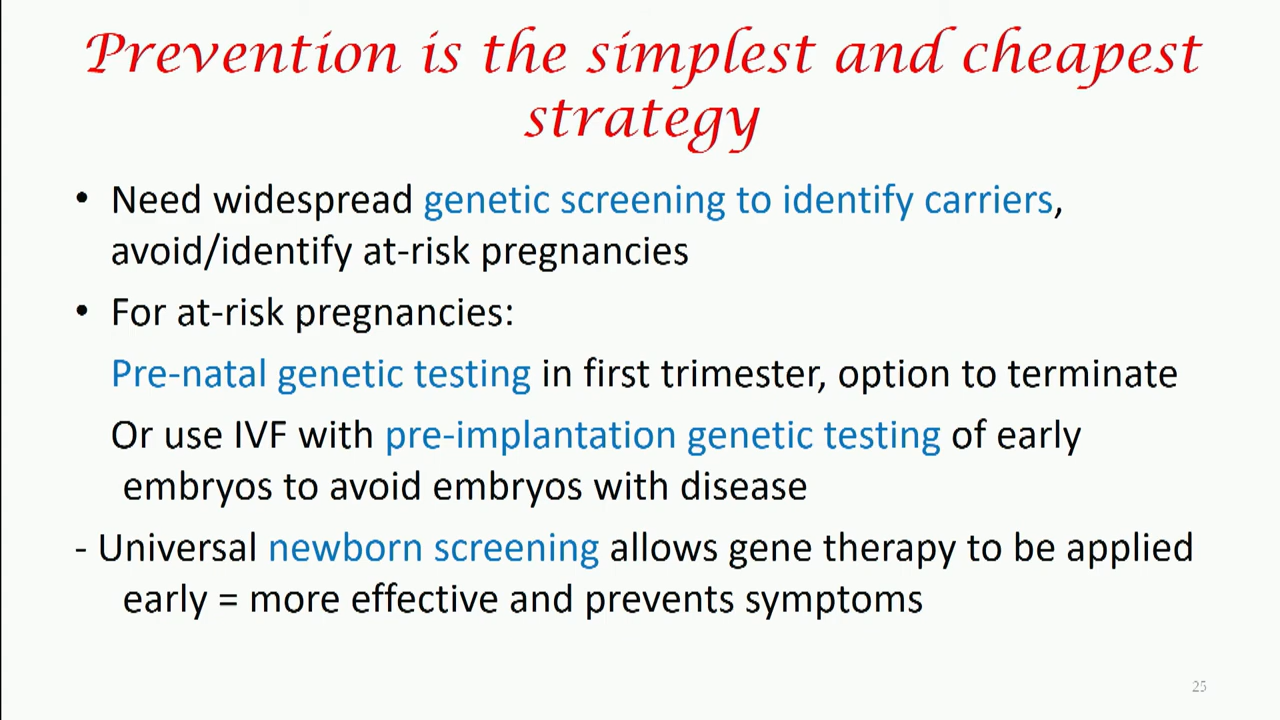 Prevention is the simplest and cheapest
strategy
• Need widespread genetic screening to identify carriers,
avoid/identify at-risk pregnancies
• For at-risk pregnancies:
Pre-natal genetic testing in first trimester, option to terminate
Or use IVF with pre-implantation genetic testing of early
embryos to avoid embryos with disease
- Universal newborn screening allows gene therapy to be applied
early = more effective and prevents symptoms
25